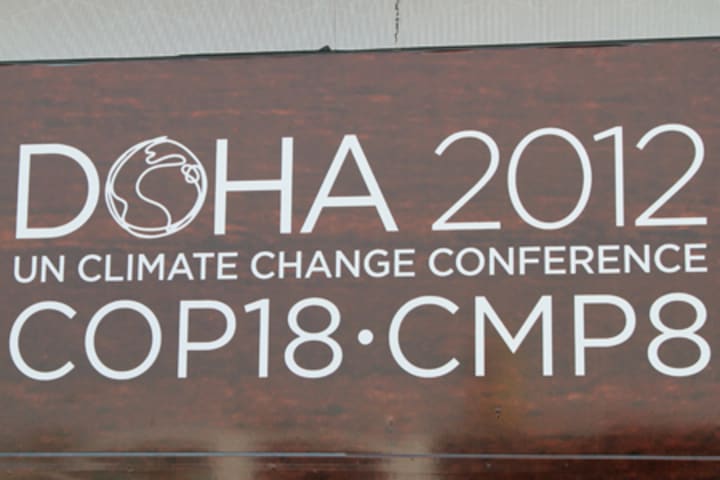 DOHA 2012
UN CLIMATE CHANGE CONFERENCE
COP18·CMP8